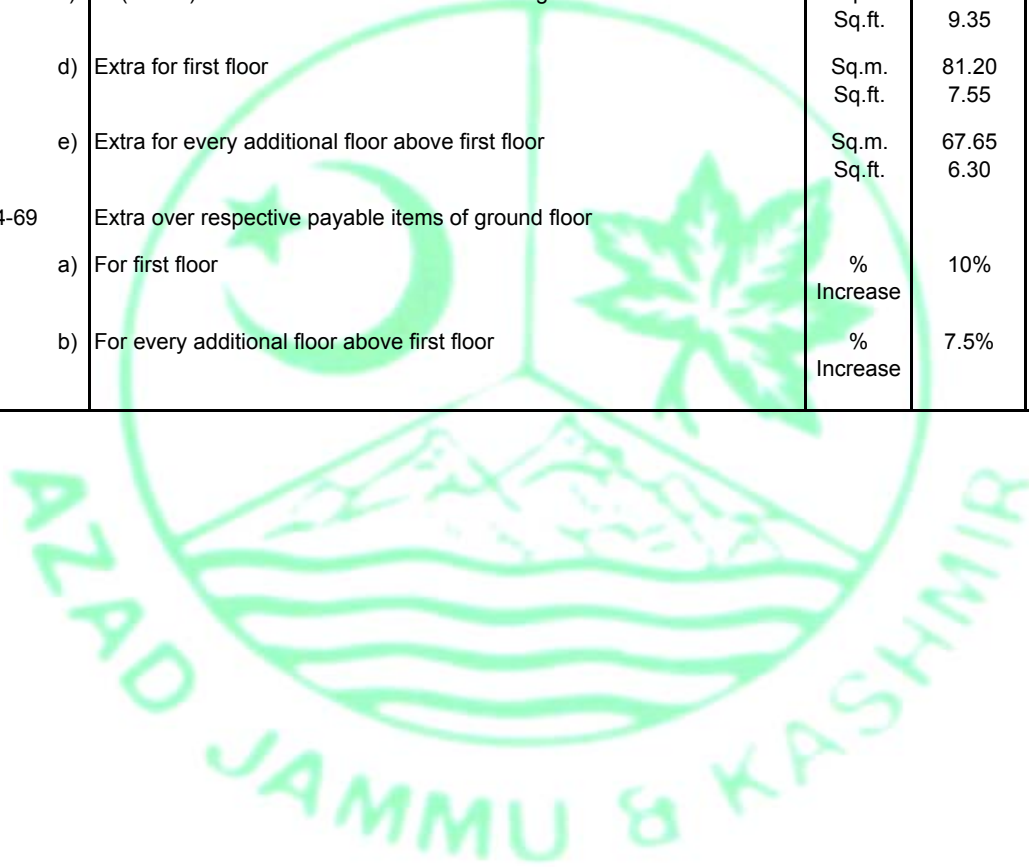 Sq.ft. 9.35
d) Extra for first floor Sq.m. 81.20
Sq.ft. 7.55
e) Extra for every additional floor above first floor Sq.m. 67.65
Sq.ft. 6.30
4-69 Extra over respective payable items of ground floor
a) For first floor % 10%
Increase
b) For every additional floor above first floor % 7.5%
Increase
AZAD JAMMU & KASHMIR